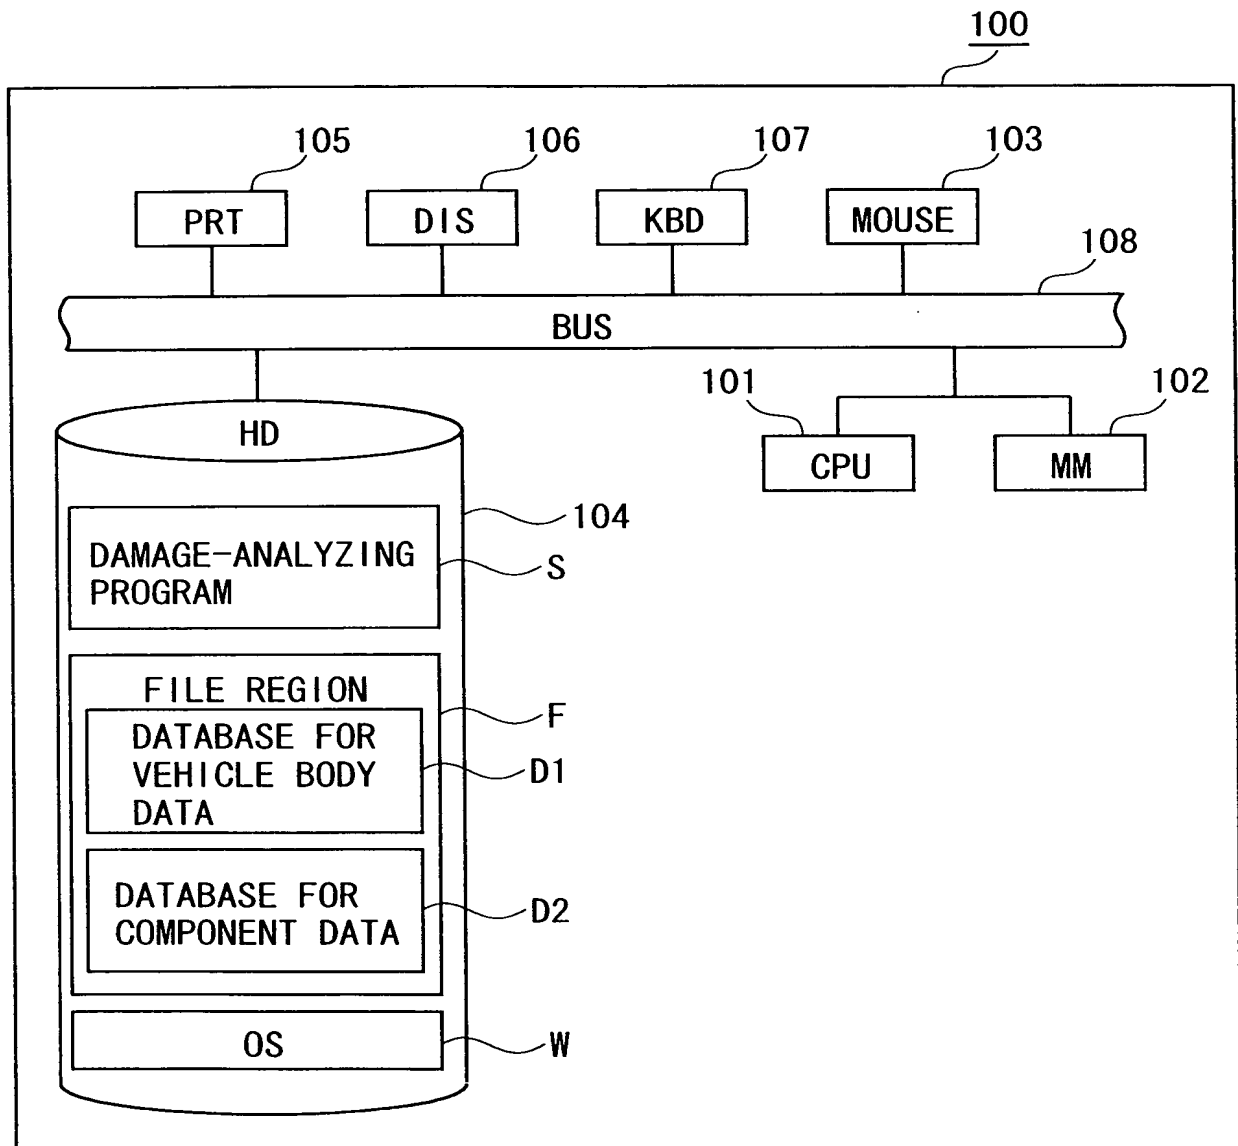 100
105
106
107
103
PRT
DIS
KBD
MOUSE
108
BUS
101
102
HD
CPU
MM
104
DAMAGE-ANALYZING
PROGRAM
S
FILE REGION
F
DATABASE FOR
VEHICLE BODY
DATA
D1
DATABASE FOR
COMPONENT DATA
D2
OS
W